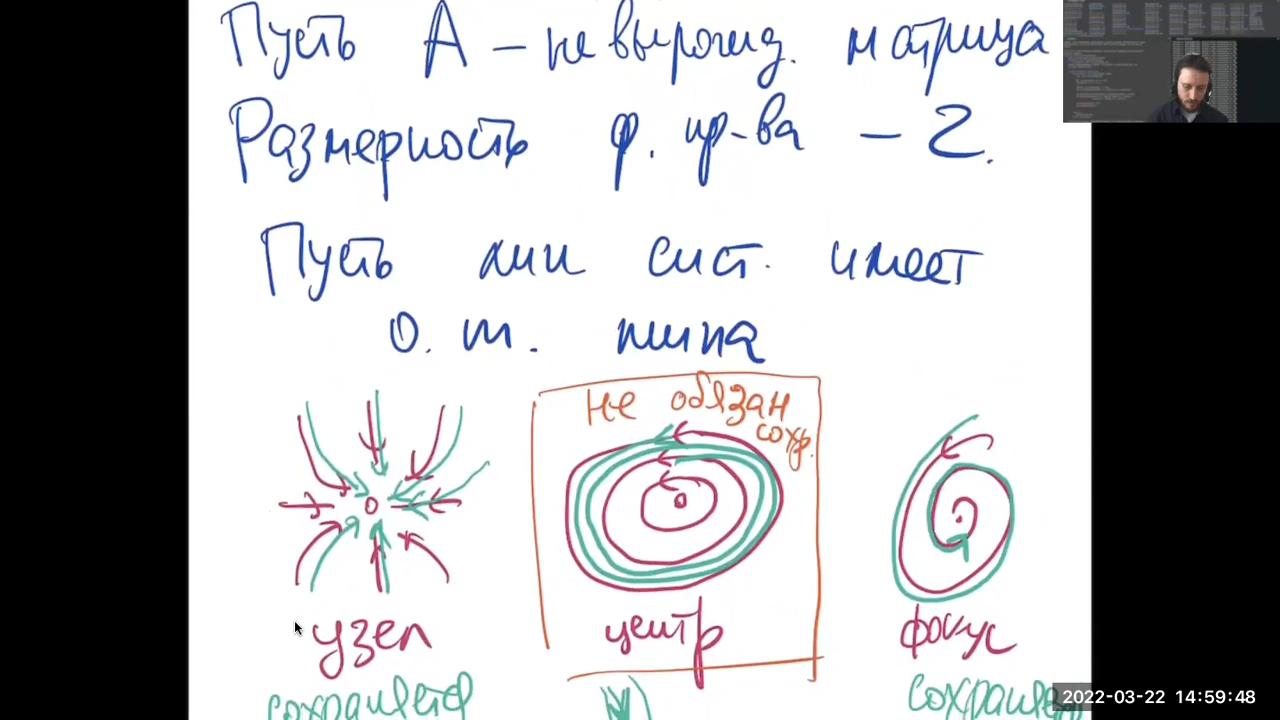 Пусть А – невырожд. матрица
Размерность ф. пр-ва – 2.
Пусть лин сист. имеет
о. т. типа
не обязан
сохр.
узел
центр
фокус
сохраняется
2022-03-22 14:59:48